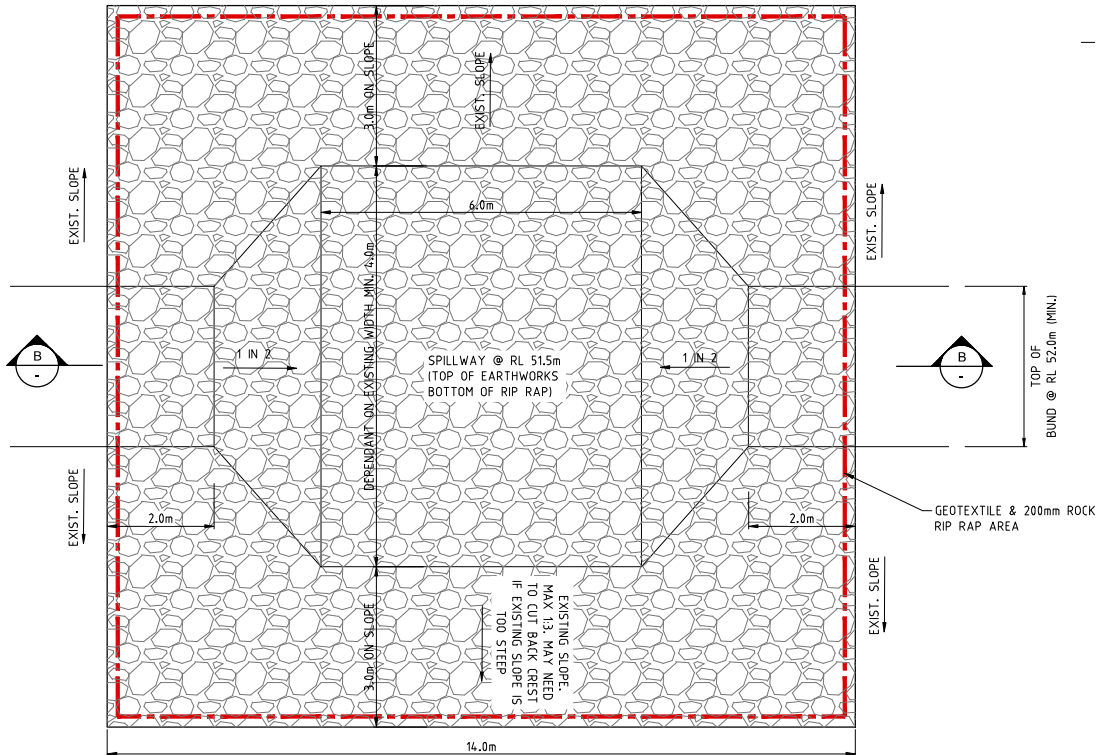 3.0m ON SLOPE
EXIST. SLOPE
EXIST. SLOPE
EXIST. SLOPE
6.0m
DEPENDANT ON EXISTING WIDTH MIN. 4.0m
B
-
1 IN 2
SPILLWAY @ RL 51.5m
(TOP OF EARTHWORKS
BOTTOM OF RIP RAP)
1 IN 2
B
-
TOP OF
BUND @ RL 52.0m (MIN.)
EXIST. SLOPE
2.0m
2.0m
GEOTEXTILE & 200mm ROCK
RIP RAP AREA
EXIST. SLOPE
3.0m ON SLOPE
EXISTING SLOPE.
MAX 1:3. MAY NEED
TO CUT BACK CREST
IF EXISTING SLOPE IS
TOO STEEP
14.0m